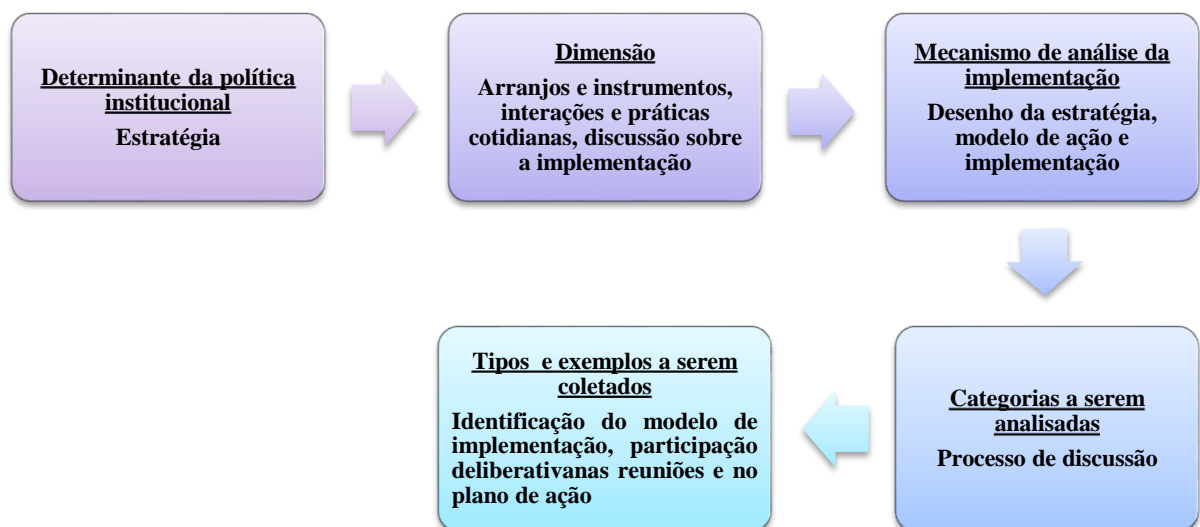 Determinante da política
institucional
Estratégia
Dimensão
Arranjos e instrumentos,
interações e práticas
cotidianas, discussão sobre
a implementação
Mecanismo de análise da
implementação
Desenho da estratégia,
modelo de ação e
implementação
Categorias a serem
analisadas
Processo de discussão
Tipos e exemplos a serem
coletados
Identificação do modelo de
implementação, participação
deliberativanas reuniões e no
plano de ação